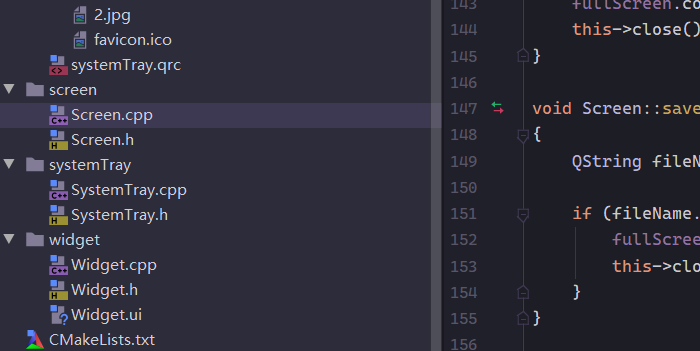 2.jpg
favicon.ico
systemTray.qrc
screen
Screen.cpp
Screen.h
systemTray
SystemTray.cpp
SystemTray.h
widget
Widget.cpp
Widget.h
Widget.ui
CMakeLists.txt
143 fullScreen.co
144 this->close()
145 }
146
147 void Screen::save
148 {
149 QString fileN
150
151 if (fileName.
152 fullScree
153 this->clo
154 }
155 }
156